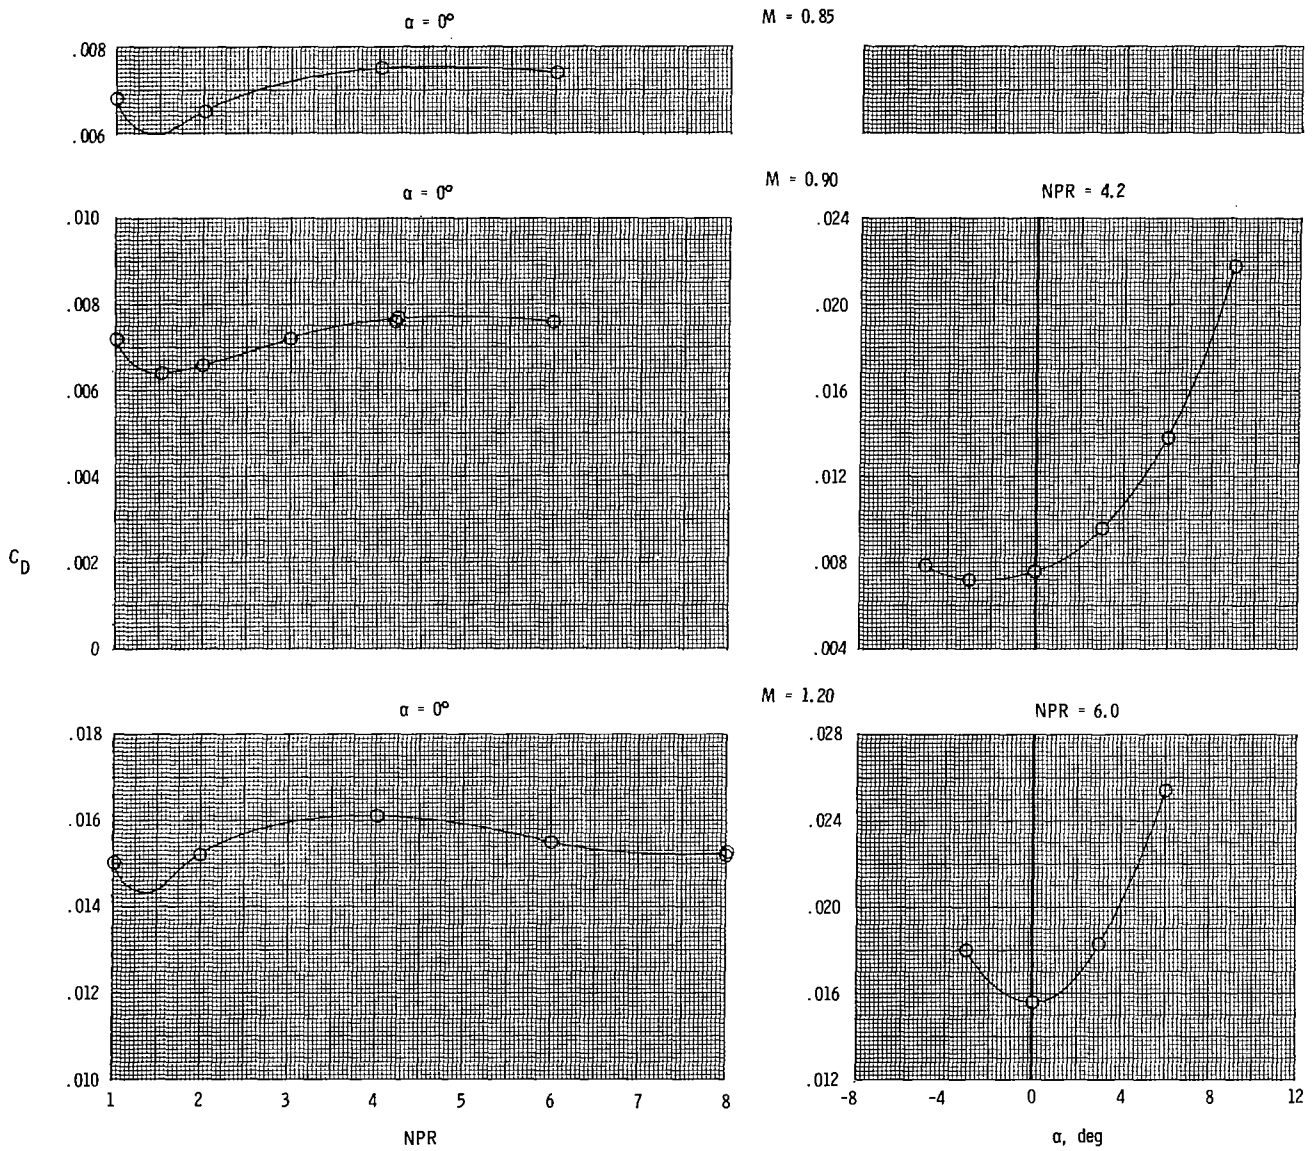 α = 0°
M = 0.85
.008
.006
α = 0°
M = 0.90
NPR = 4.2
.010
.008
.006
.004
.002
0
C_D
.024
.020
.016
.012
.008
.004
α = 0°
M = 1.20
NPR = 6.0
.018
.016
.014
.012
.010
1 2 3 4 5 6 7 8
NPR
.028
.024
.020
.016
.012
-8 -4 0 4 8 12
α, deg